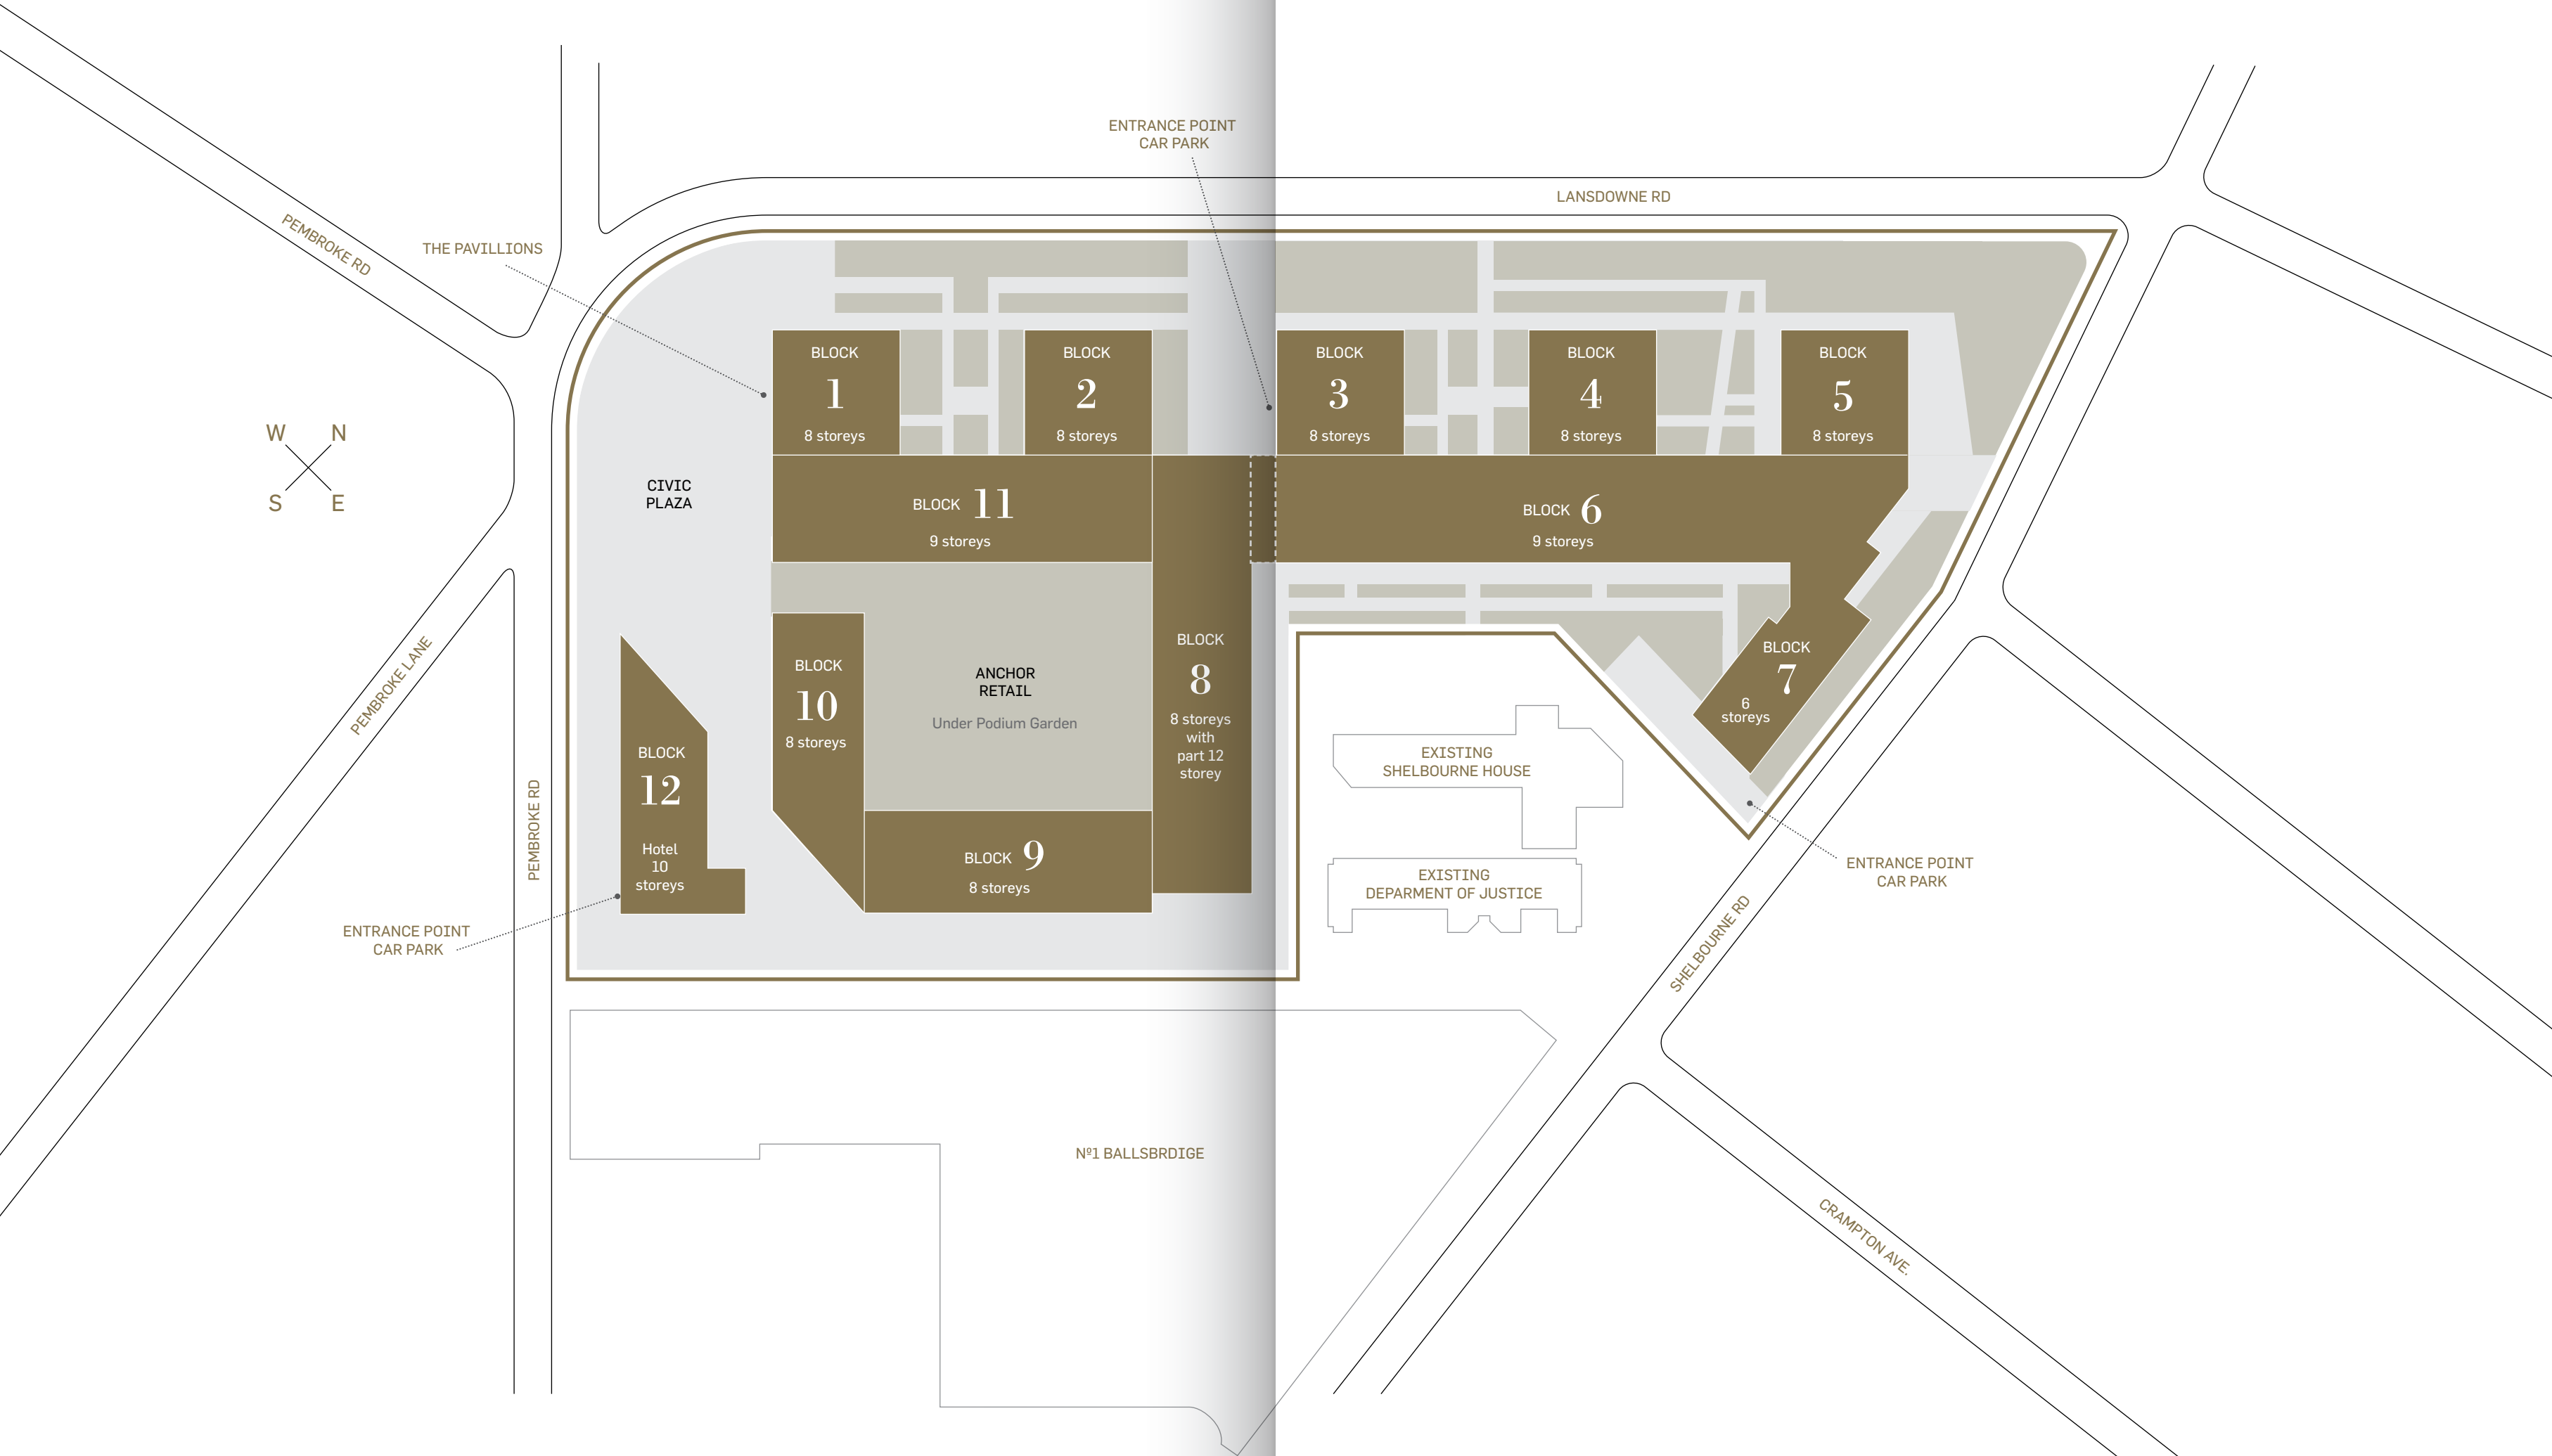 ENTRANCE POINT
CAR PARK
LANSDOWNE RD
PEMBROKE RD
THE PAVILLIONS
W N
S E
BLOCK
1
8 storeys
BLOCK
2
8 storeys
BLOCK
3
8 storeys
BLOCK
4
8 storeys
BLOCK
5
8 storeys
CIVIC
PLAZA
BLOCK 11
9 storeys
BLOCK 6
9 storeys
PEMBROKE LANE
BLOCK
12
Hotel
10
storeys
BLOCK
10
8 storeys
ANCHOR
RETAIL
Under Podium Garden
BLOCK
8
8 storeys
with
part 12
storey
BLOCK
7
6
storeys
EXISTING
SHELBOURNE HOUSE
PEMBROKE RD
BLOCK 9
8 storeys
EXISTING
DEPARMENT OF JUSTICE
ENTRANCE POINT
CAR PARK
ENTRANCE POINT
CAR PARK
SHELBOURNE RD
Nº1 BALLSBRDIGE
CRAMPTON AVE.